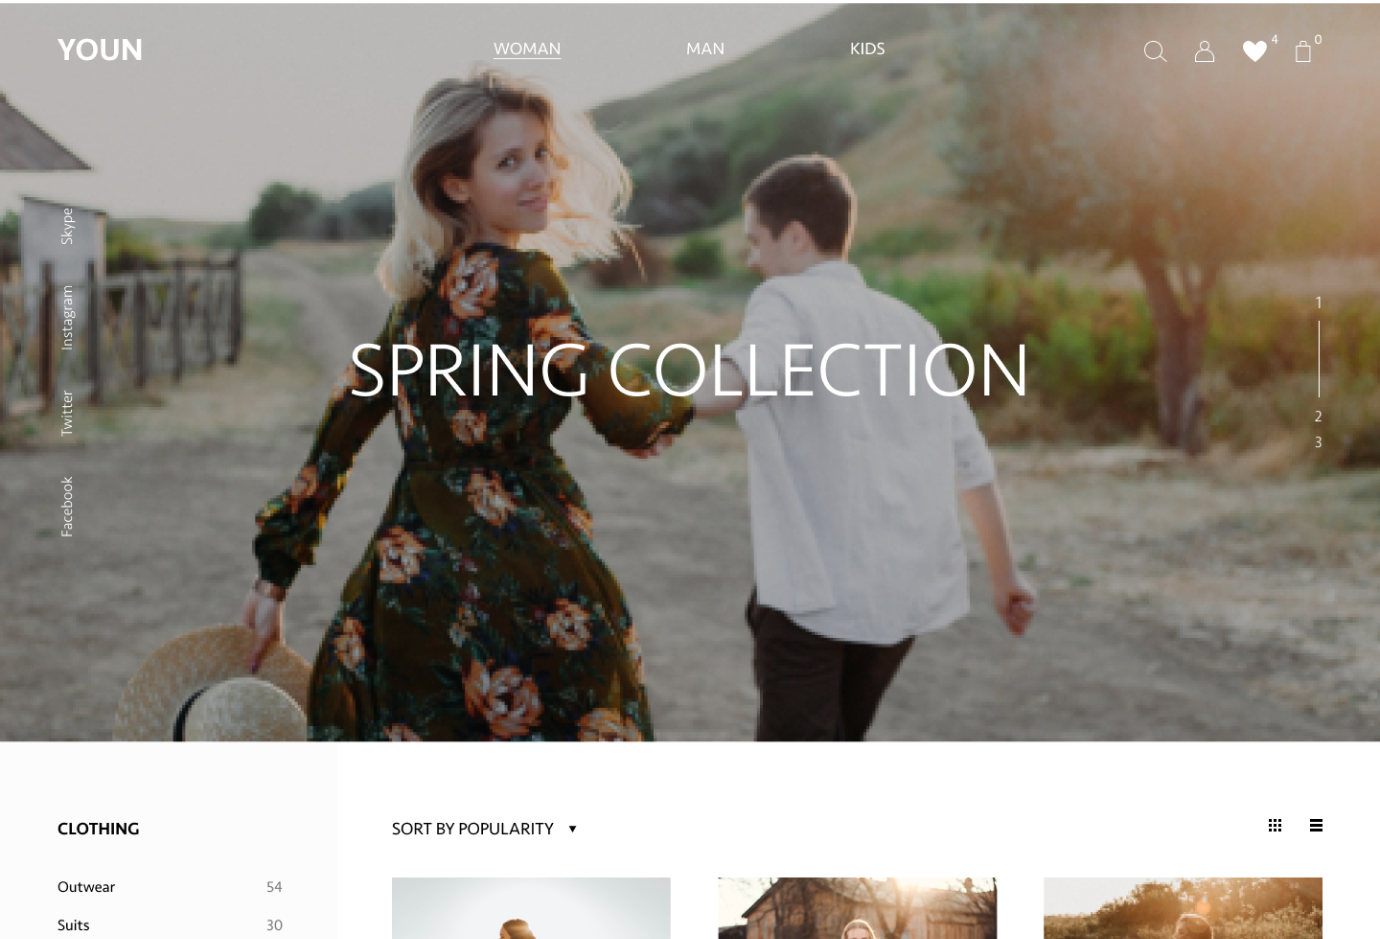 YOUN
WOMAN
MAN
KIDS
4
0
Skype
Instagram
Twitter
Facebook
SPRING COLLECTION
1
2
3
CLOTHING
Outwear 54
Suits 30
SORT BY POPULARITY